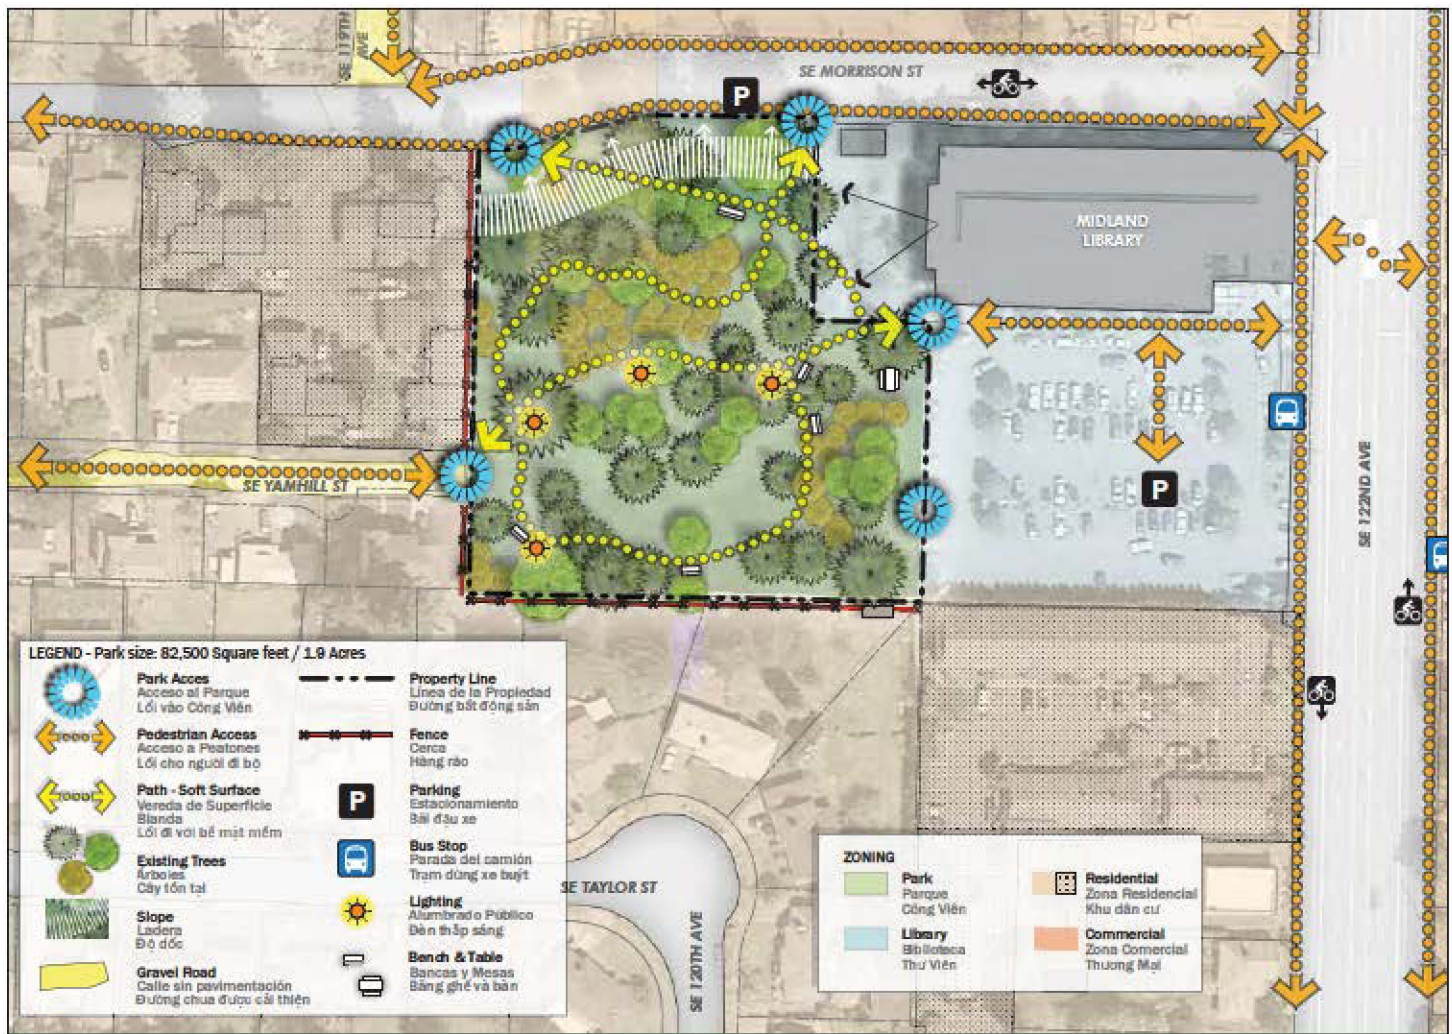 SE 119TH
AVE
SE MORRISON ST
P
MIDLAND
LIBRARY
SE YAMHILL ST
P
SE 122ND AVE
SE TAYLOR ST
SE 120TH AVE
LEGEND - Park size: 82,500 Square feet / 1.9 Acres
Park Acces
Acceso al Parque
Lối vào Công Viên
Pedestrian Access
Acceso a Peatones
Lối cho người đi bộ
Path - Soft Surface
Vereda de Superficie
Blanda
Lối đi với bề mặt mềm
Existing Trees
Árboles
Cây tồn tại
Slope
Ladera
Độ dốc
Gravel Road
Calle sin pavimentación
Đường chưa được cải thiện
Property Line
Línea de la Propiedad
Đường bất động sản
Fence
Cerca
Hàng rào
P
Parking
Estacionamiento
Bãi đậu xe
Bus Stop
Parada del camión
Trạm dừng xe buýt
Lighting
Alumbrado Público
Đèn thắp sáng
Bench & Table
Bancas y Mesas
Băng ghế và bàn
ZONING
Park
Parque
Công Viên
Library
Biblioteca
Thư Viên
Residential
Zona Residencial
Khu dân cư
Commercial
Zona Comercial
Thương Mại